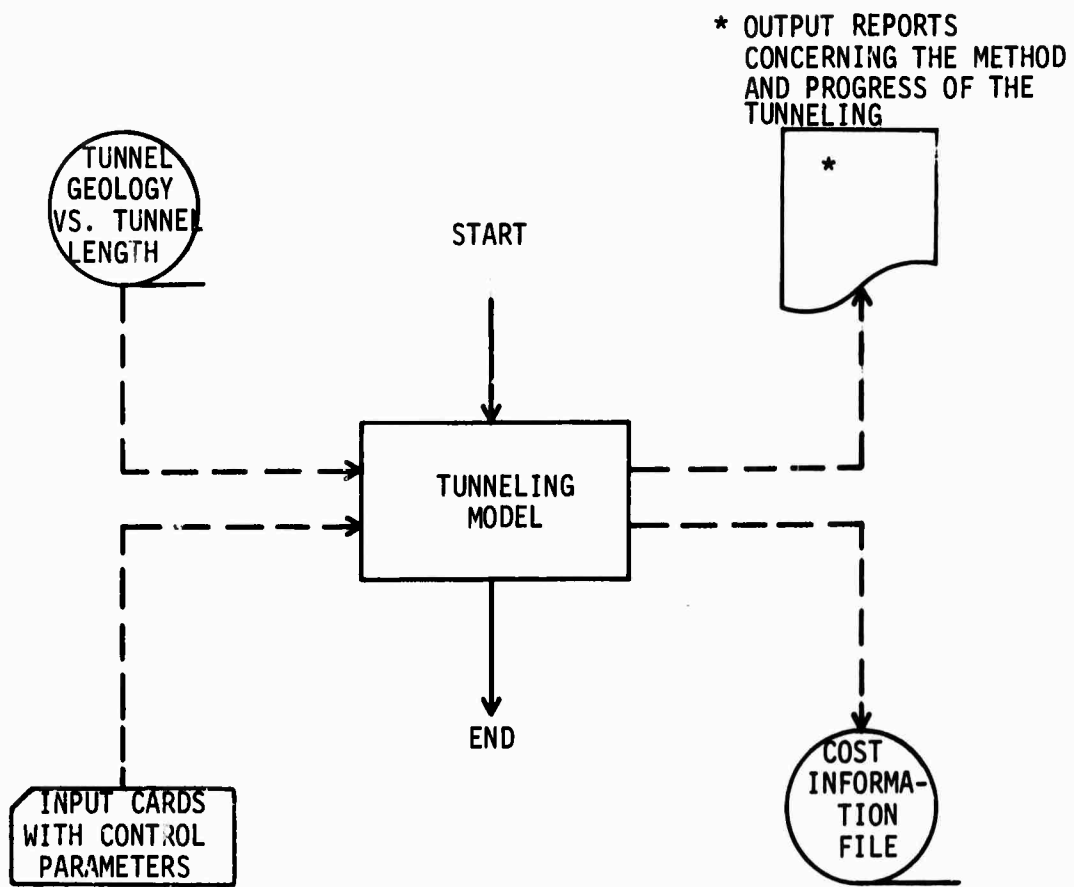 * OUTPUT REPORTS
CONCERNING THE METHOD
AND PROGRESS OF THE
TUNNELING
*
TUNNEL
GEOLOGY
VS. TUNNEL
LENGTH
START
TUNNELING
MODEL
END
INPUT CARDS
WITH CONTROL
PARAMETERS
COST
INFORMA-
TION
FILE